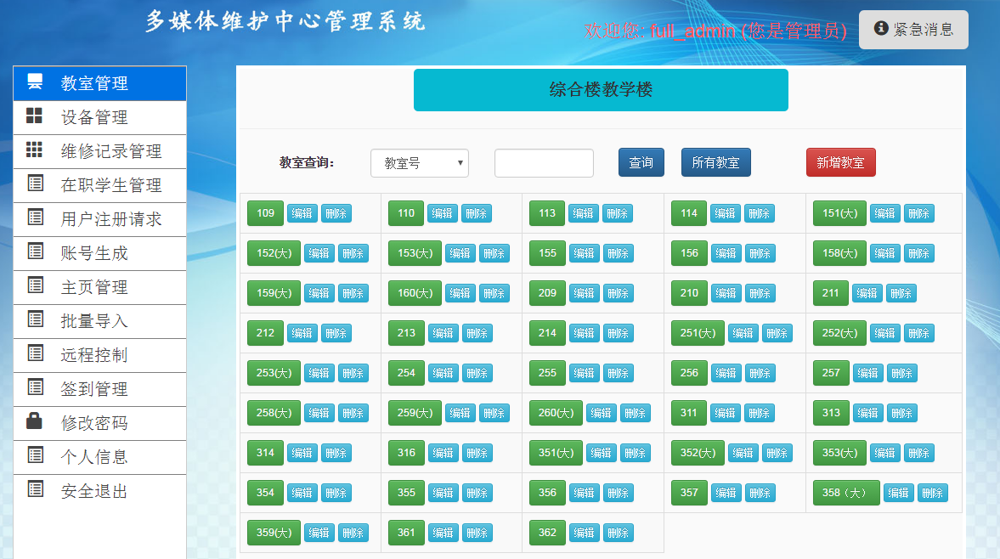 多媒体维护中心管理系统
欢迎您: full_admin (您是管理员)
紧急消息
教室管理
设备管理
维修记录管理
在职学生管理
用户注册请求
账号生成
主页管理
批量导入
远程控制
签到管理
修改密码
个人信息
安全退出
综合楼教学楼
教室查询: 教室号 查询 所有教室 新增教室
109 编辑 删除 110 编辑 删除 113 编辑 删除 114 编辑 删除 151(大) 编辑 删除
152(大) 编辑 删除 153(大) 编辑 删除 155 编辑 删除 156 编辑 删除 158(大) 编辑 删除
159(大) 编辑 删除 160(大) 编辑 删除 209 编辑 删除 210 编辑 删除 211 编辑 删除
212 编辑 删除 213 编辑 删除 214 编辑 删除 251(大) 编辑 删除 252(大) 编辑 删除
253(大) 编辑 删除 254 编辑 删除 255 编辑 删除 256 编辑 删除 257 编辑 删除
258(大) 编辑 删除 259(大) 编辑 删除 260(大) 编辑 删除 311 编辑 删除 313 编辑 删除
314 编辑 删除 316 编辑 删除 351(大) 编辑 删除 352(大) 编辑 删除 353(大) 编辑 删除
354 编辑 删除 355 编辑 删除 356 编辑 删除 357 编辑 删除 358（大） 编辑 删除
359(大) 编辑 删除 361 编辑 删除 362 编辑 删除